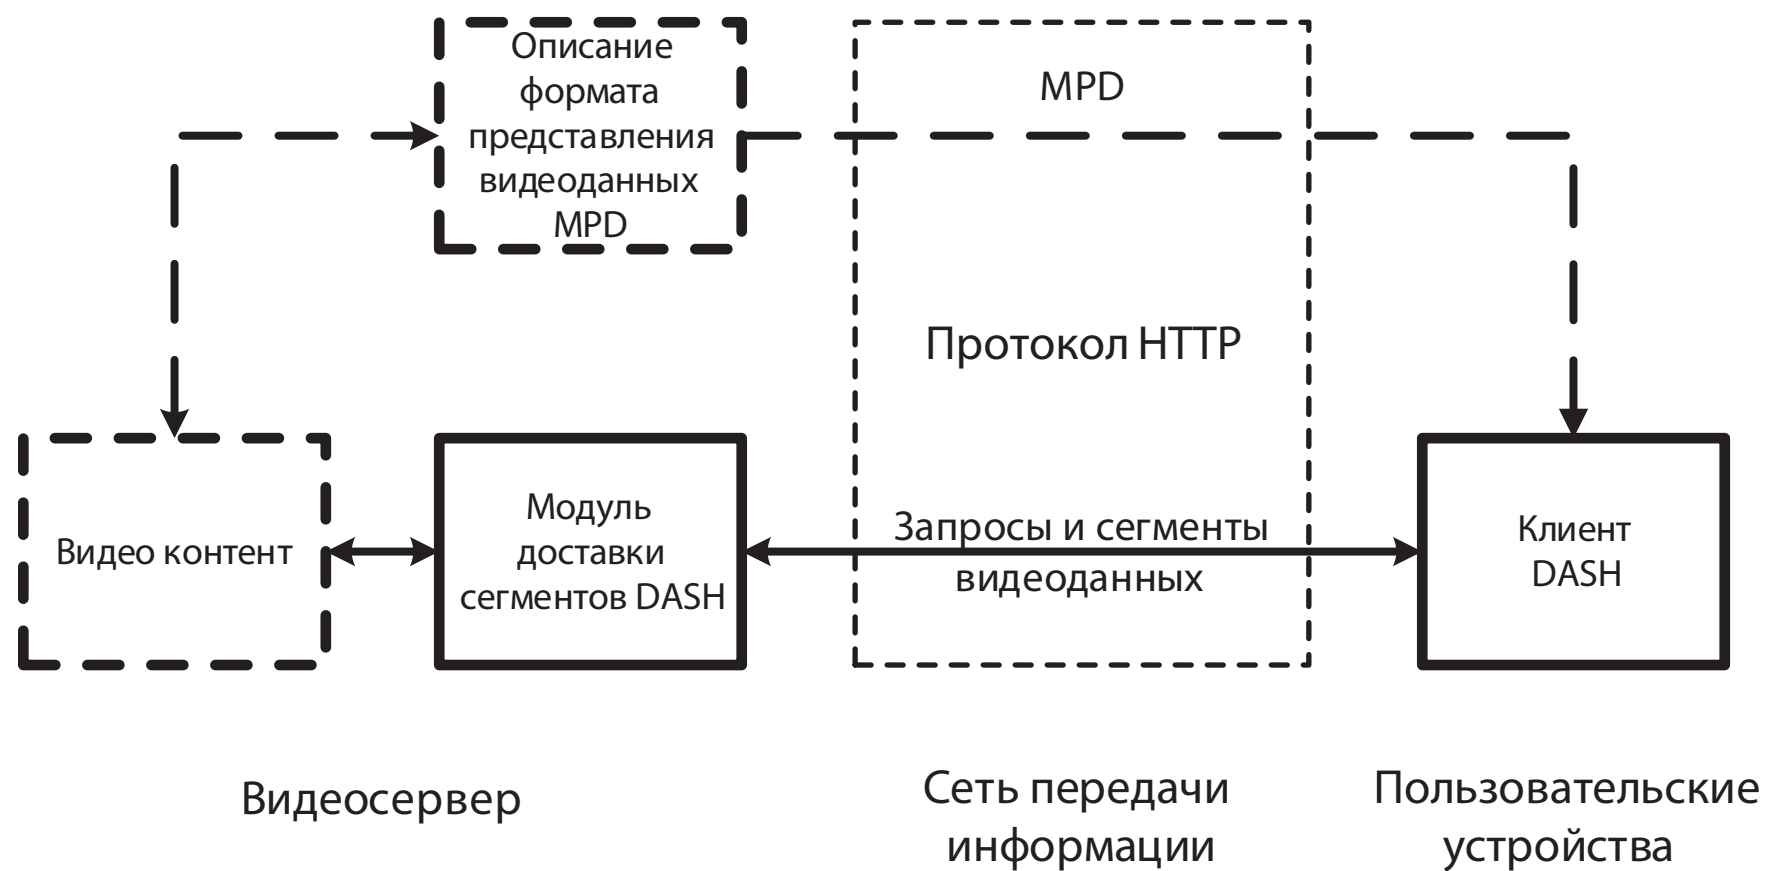 Описание
формата
представления
видеоданных
MPD
MPD
Протокол HTTP
Видео контент
Модуль
доставки
сегментов DASH
Запросы и сегменты
видеоданных
Клиент
DASH
Видеосервер
Сеть передачи
информации
Пользовательские
устройства